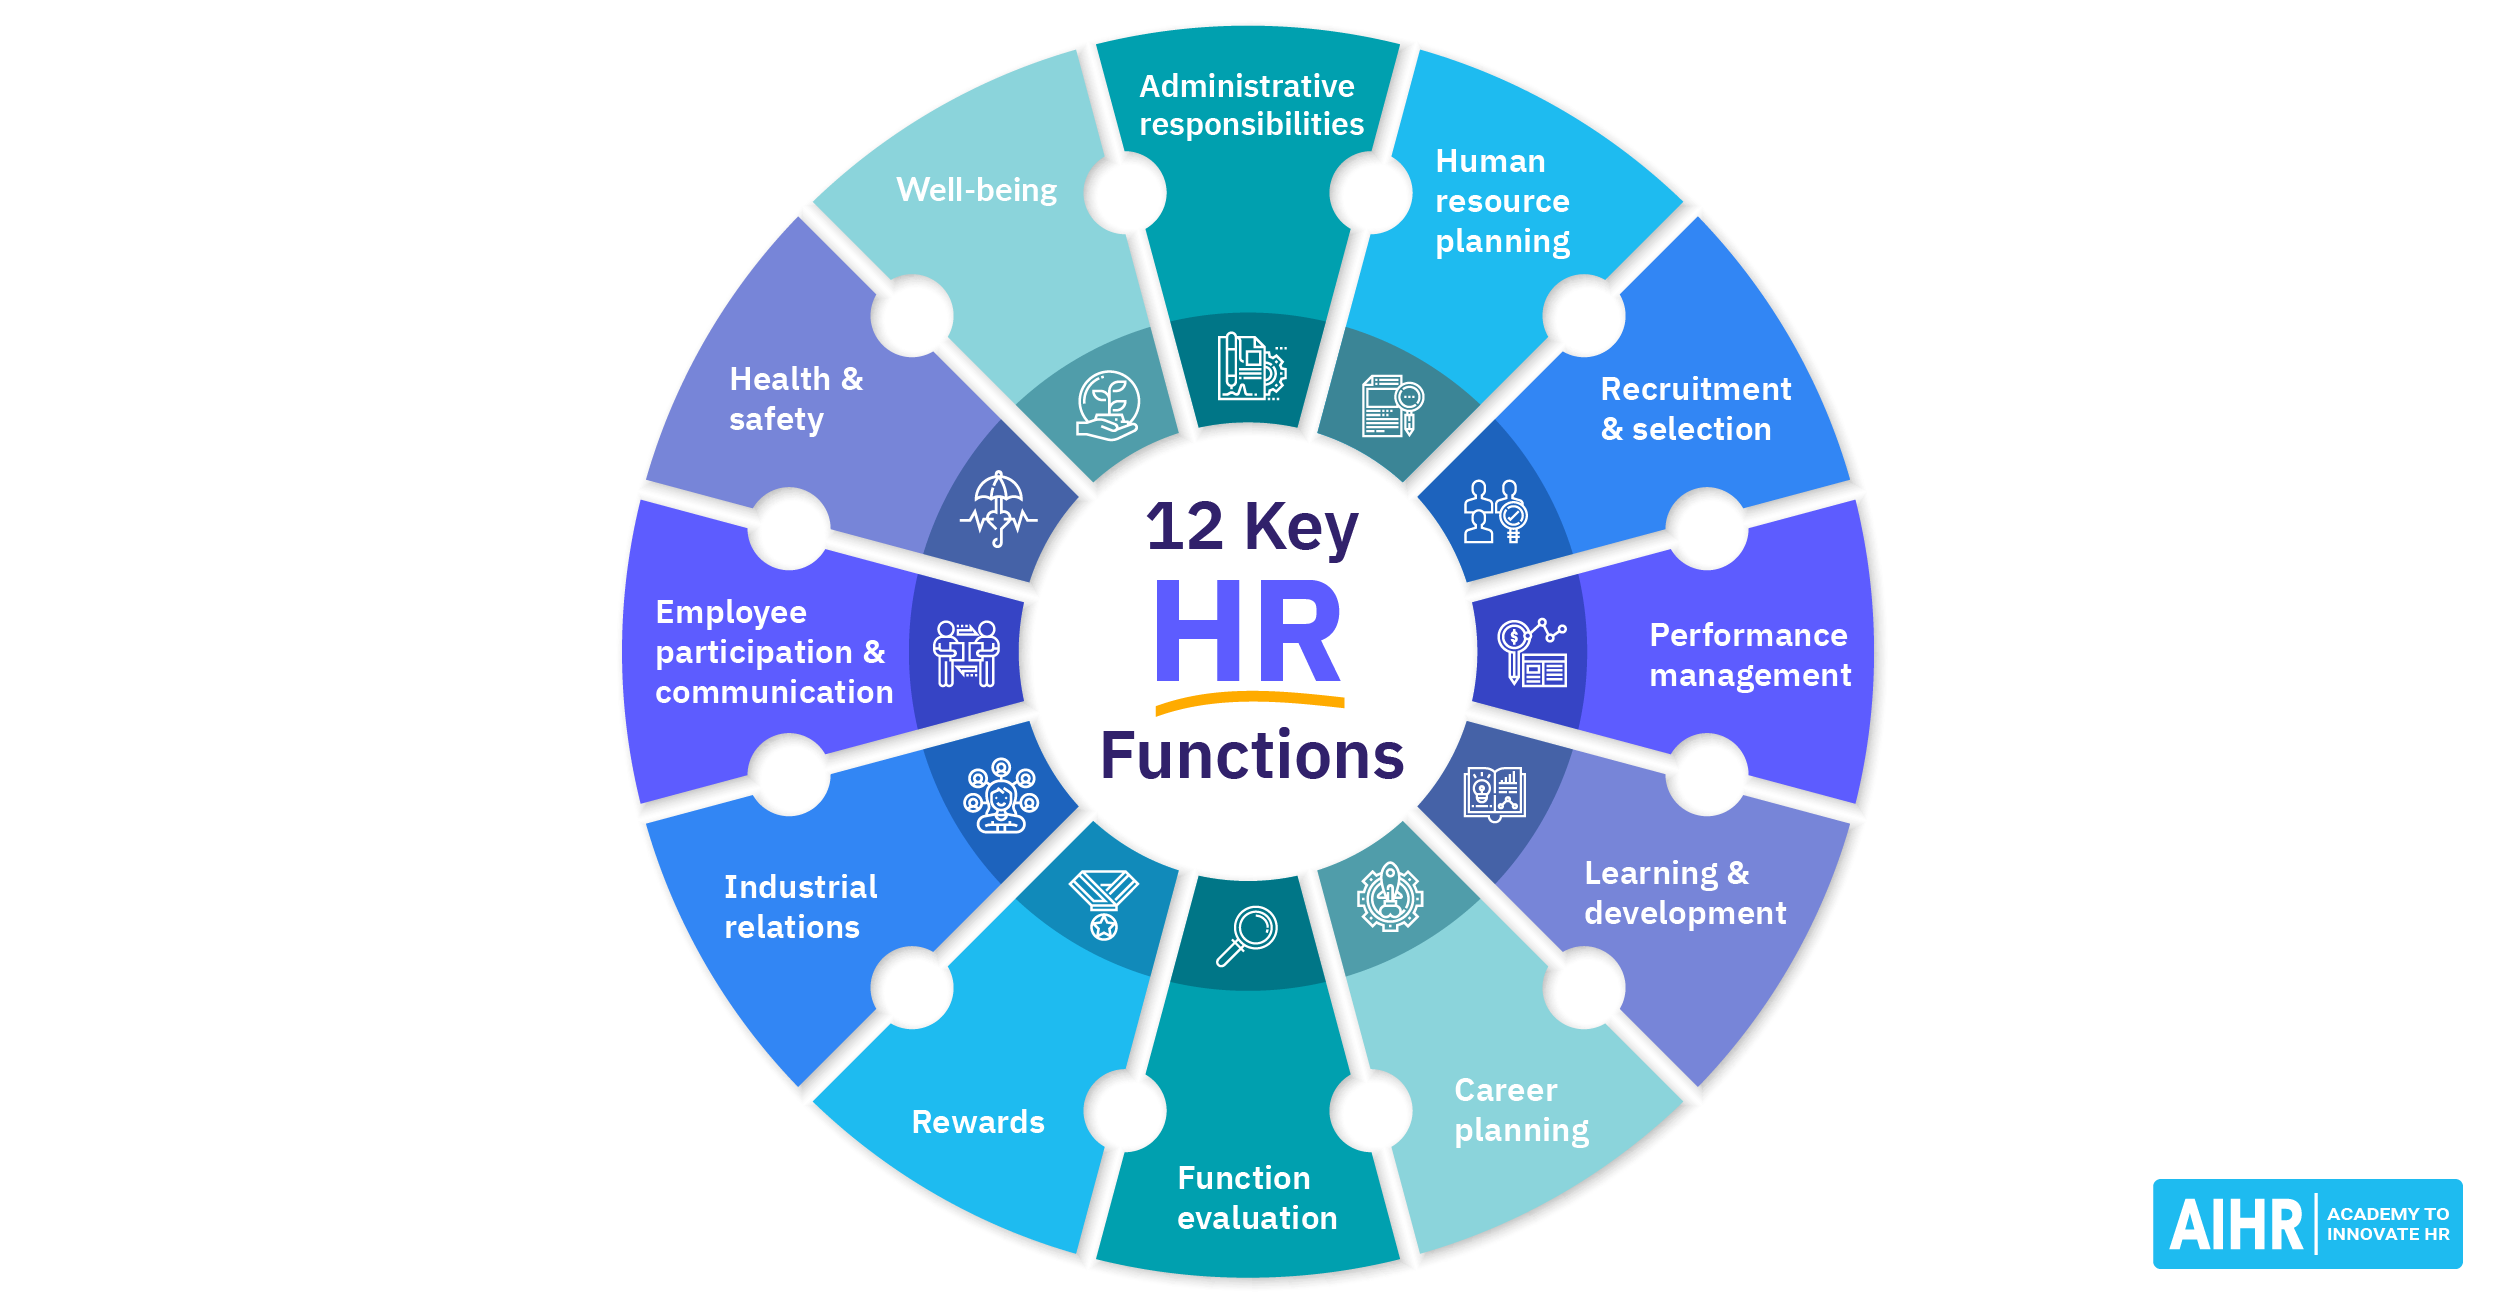 12 Key
HR
Functions
Administrative
responsibilities
Human
resource
planning
Recruitment
& selection
Performance
management
Learning &
development
Career
planning
Function
evaluation
Rewards
Industrial
relations
Employee
participation &
communication
Health &
safety
Well-being
AIHR
ACADEMY TO
INNOVATE HR